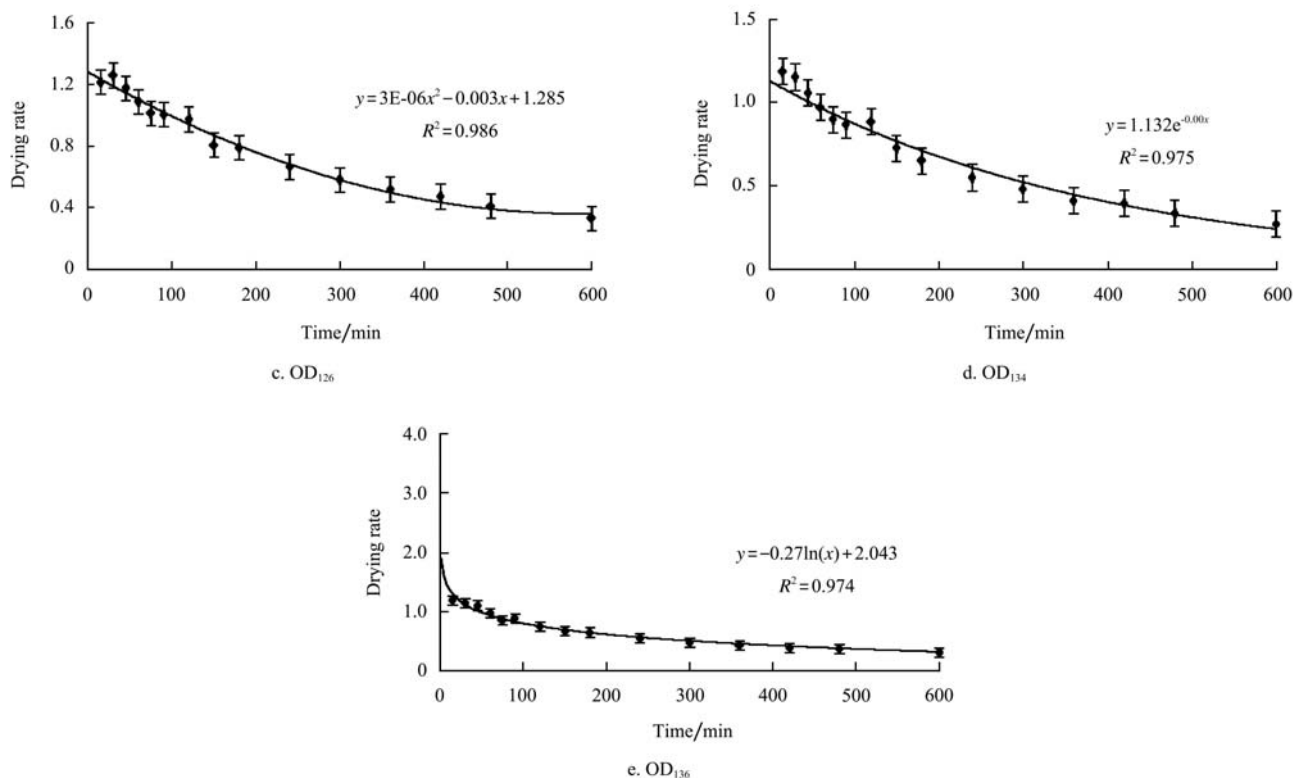 1.6
1.2
0.8
0.4
0
Drying rate
y=3E-06x²−0.003x+1.285
R²=0.986
0 100 200 300 400 500 600
Time/min
c. OD₁₂₆
1.5
1.0
0.5
0
Drying rate
y=1.132e^-0.00x
R²=0.975
0 100 200 300 400 500 600
Time/min
d. OD₁₃₄
4.0
3.0
2.0
1.0
0
Drying rate
y=−0.27ln(x)+2.043
R²=0.974
0 100 200 300 400 500 600
Time/min
e. OD₁₃₆